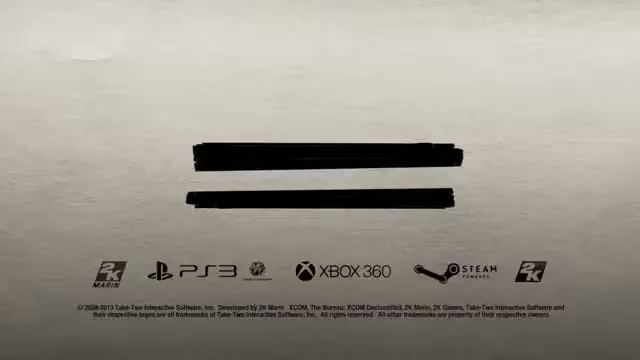 2K
MARIN
PS3
XBOX 360
STEAM
POWERED
2K
© 2008-2013 Take-Two Interactive Software, Inc. Developed by 2K Marin. XCOM, The Bureau: XCOM Declassified, 2K Marin, 2K Games, Take-Two Interactive Software and
their respective logos are all trademarks of Take-Two Interactive Software, Inc. All rights reserved. All other trademarks are property of their respective owners.